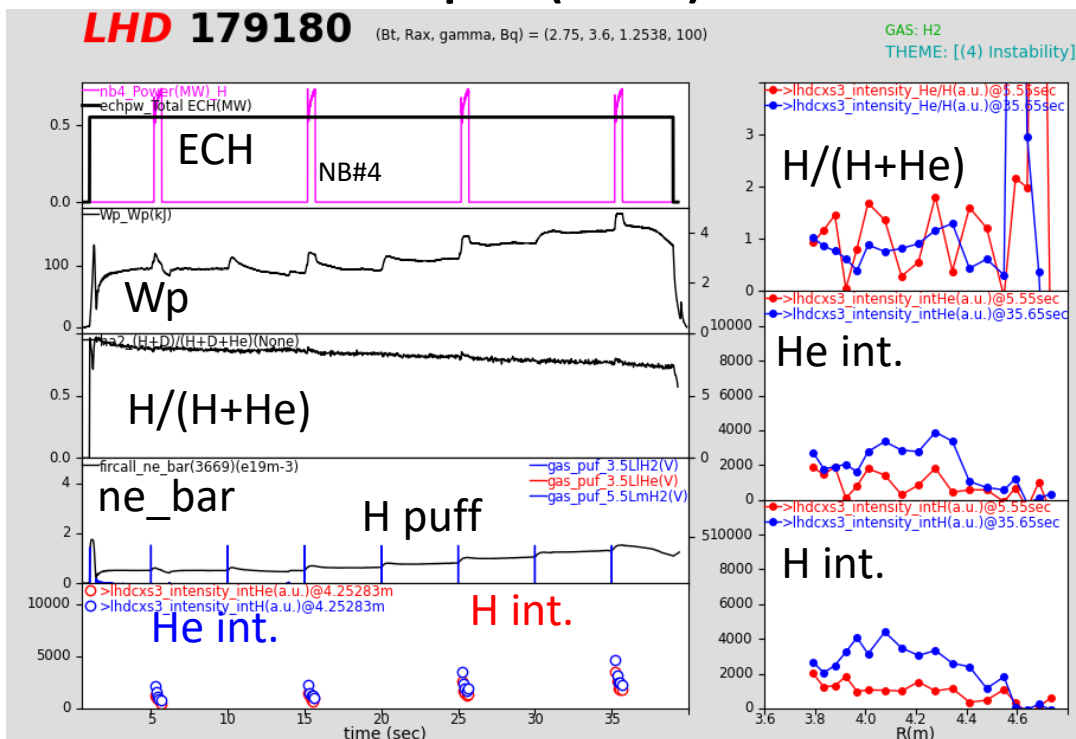 LHD 179180 (Bt, Rax, gamma, Bq) = (2.75, 3.6, 1.2538, 100)
GAS: H2
THEME: [(4) Instability]
nb4_Power(MW)_H
echpw_Total ECH(MW)
0.5
0.0
ECH
NB#4
Wp_Wp(kJ)
100
0
4
2
0
Wp
(H+D)/(H+D+He)(None)
0.5
0.0
5
0
H/(H+He)
fircall_ne_bar(3669)(e19m-3)
gas_puf_3.5LlH2(V)
gas_puf_3.5LlHe(V)
gas_puf_5.5LmH2(V)
4
2
0
5
ne_bar
H puff
>lhdcxs3_intensity_intHe(a.u.)@4.25283m
>lhdcxs3_intensity_intH(a.u.)@4.25283m
10000
5000
0
He int.
H int.
5 10 15 20 25 30 35
time (sec)
>lhdcxs3_intensity_He/H(a.u.)@5.55sec
>lhdcxs3_intensity_He/H(a.u.)@35.65sec
3
2
1
0
H/(H+He)
>lhdcxs3_intensity_intHe(a.u.)@5.55sec
>lhdcxs3_intensity_intHe(a.u.)@35.65sec
10000
8000
6000
4000
2000
0
He int.
>lhdcxs3_intensity_intH(a.u.)@5.55sec
>lhdcxs3_intensity_intH(a.u.)@35.65sec
10000
8000
6000
4000
2000
0
H int.
3.6 3.8 4.0 4.2 4.4 4.6
R(m)